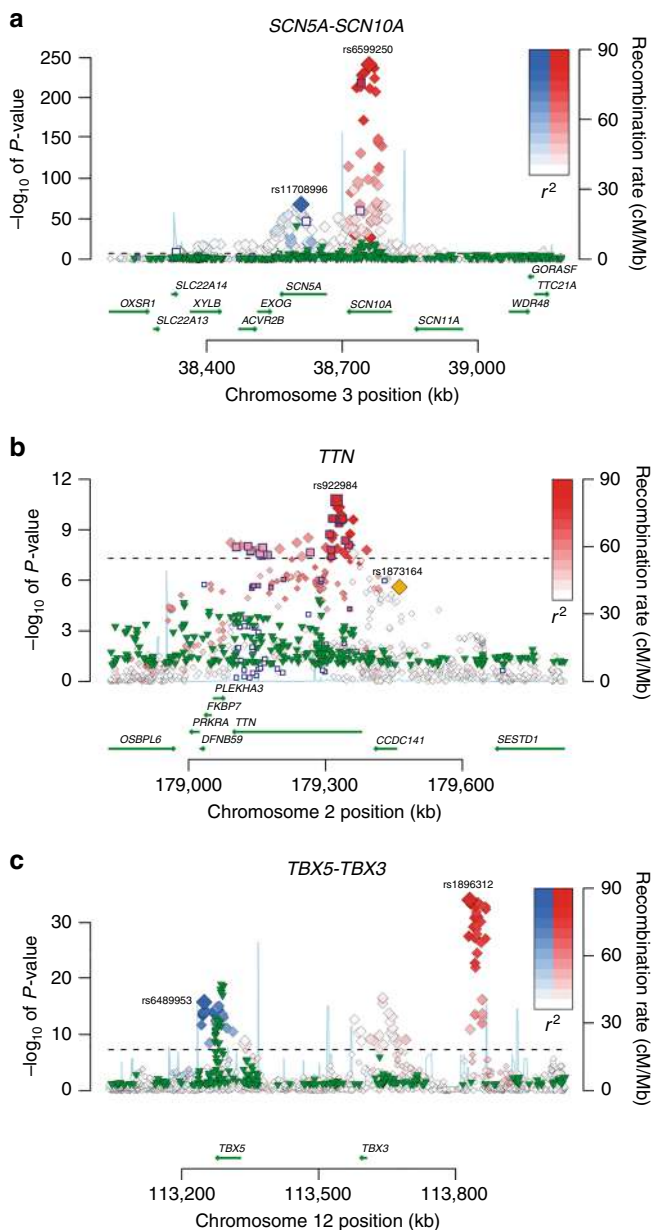 a
SCN5A-SCN10A
rs6599250
rs11708996
250
200
150
100
50
0
–log10 of P-value
90
60
30
0
Recombination rate (cM/Mb)
r²
GORASF
SLC22A14 SCN5A TTC21A
OXSR1 XYLB EXOG SCN10A WDR48
SLC22A13 ACVR2B SCN11A
38,400 38,700 39,000
Chromosome 3 position (kb)
b
TTN
rs922984
rs1873164
12
9
6
3
0
–log10 of P-value
90
60
30
0
Recombination rate (cM/Mb)
r²
PLEKHA3
FKBP7
PRKRA TTN
OSBPL6 DFNB59 CCDC141 SESTD1
179,000 179,300 179,600
Chromosome 2 position (kb)
c
TBX5-TBX3
rs1896312
rs6489953
30
20
10
0
–log10 of P-value
90
60
30
0
Recombination rate (cM/Mb)
r²
TBX5 TBX3
113,200 113,500 113,800
Chromosome 12 position (kb)